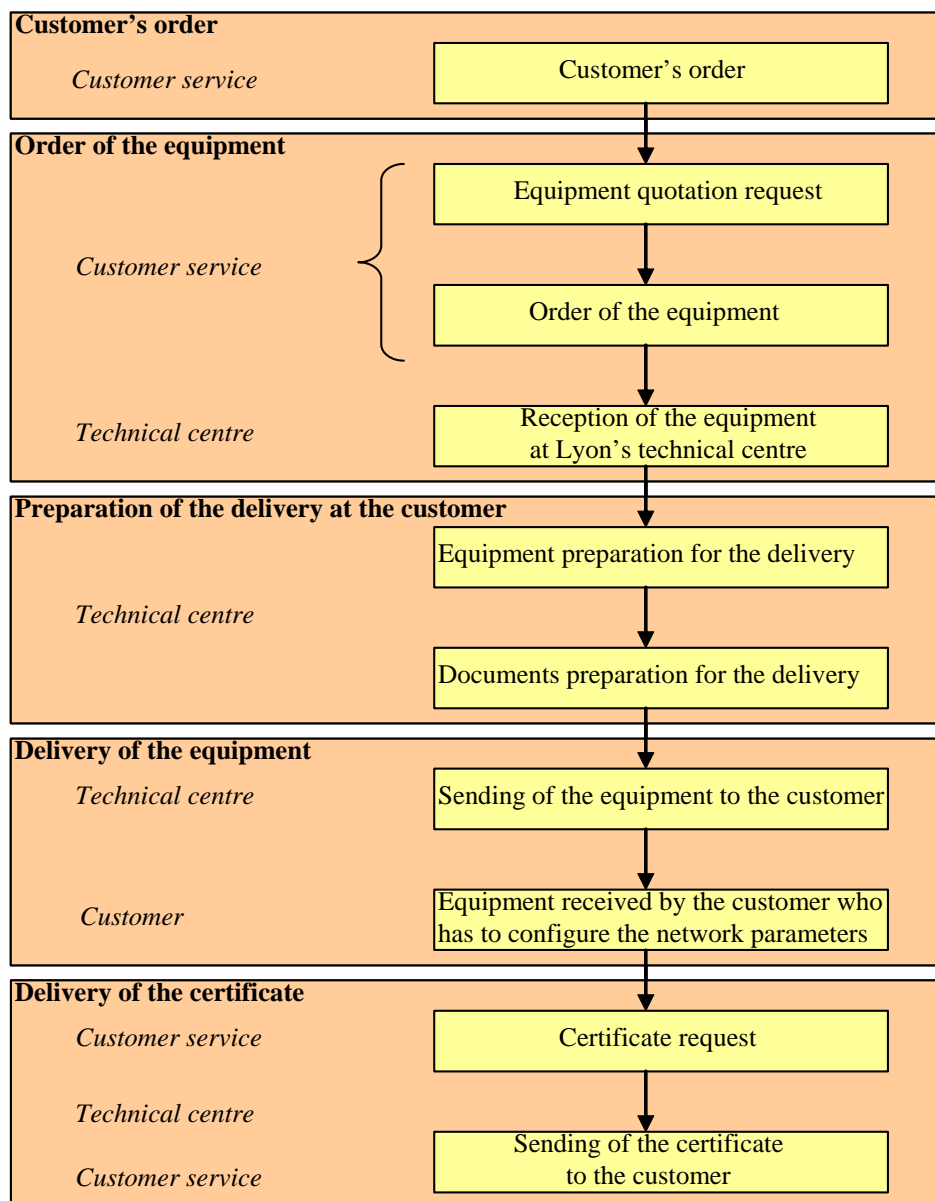 Customer’s order
Customer service
Customer’s order
Order of the equipment
Equipment quotation request
Customer service
Order of the equipment
Technical centre
Reception of the equipment
at Lyon’s technical centre
Preparation of the delivery at the customer
Equipment preparation for the delivery
Technical centre
Documents preparation for the delivery
Delivery of the equipment
Technical centre
Sending of the equipment to the customer
Customer
Equipment received by the customer who
has to configure the network parameters
Delivery of the certificate
Customer service
Certificate request
Technical centre
Customer service
Sending of the certificate
to the customer